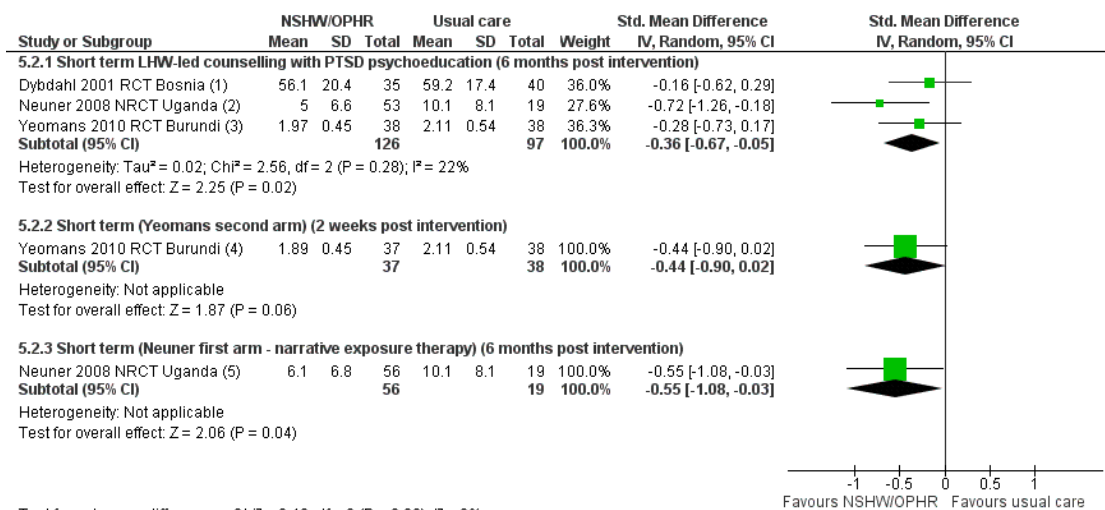 NSHW/OPHR Usual care Std. Mean Difference Std. Mean Difference
Study or Subgroup Mean SD Total Mean SD Total Weight IV, Random, 95% CI IV, Random, 95% CI
5.2.1 Short term LHW-led counselling with PTSD psychoeducation (6 months post intervention)
Dybdahl 2001 RCT Bosnia (1) 56.1 20.4 35 59.2 17.4 40 36.0% -0.16 [-0.62, 0.29]
Neuner 2008 NRCT Uganda (2) 5 6.6 53 10.1 8.1 19 27.6% -0.72 [-1.26, -0.18]
Yeomans 2010 RCT Burundi (3) 1.97 0.45 38 2.11 0.54 38 36.3% -0.28 [-0.73, 0.17]
Subtotal (95% CI) 126 97 100.0% -0.36 [-0.67, -0.05]
Heterogeneity: Tau² = 0.02; Chi² = 2.56, df = 2 (P = 0.28); I² = 22%
Test for overall effect: Z = 2.25 (P = 0.02)
5.2.2 Short term (Yeomans second arm) (2 weeks post intervention)
Yeomans 2010 RCT Burundi (4) 1.89 0.45 37 2.11 0.54 38 100.0% -0.44 [-0.90, 0.02]
Subtotal (95% CI) 37 38 100.0% -0.44 [-0.90, 0.02]
Heterogeneity: Not applicable
Test for overall effect: Z = 1.87 (P = 0.06)
5.2.3 Short term (Neuner first arm - narrative exposure therapy) (6 months post intervention)
Neuner 2008 NRCT Uganda (5) 6.1 6.8 56 10.1 8.1 19 100.0% -0.55 [-1.08, -0.03]
Subtotal (95% CI) 56 19 100.0% -0.55 [-1.08, -0.03]
Heterogeneity: Not applicable
Test for overall effect: Z = 2.06 (P = 0.04)
-1 -0.5 0 0.5 1
Favours NSHW/OPHR Favours usual care